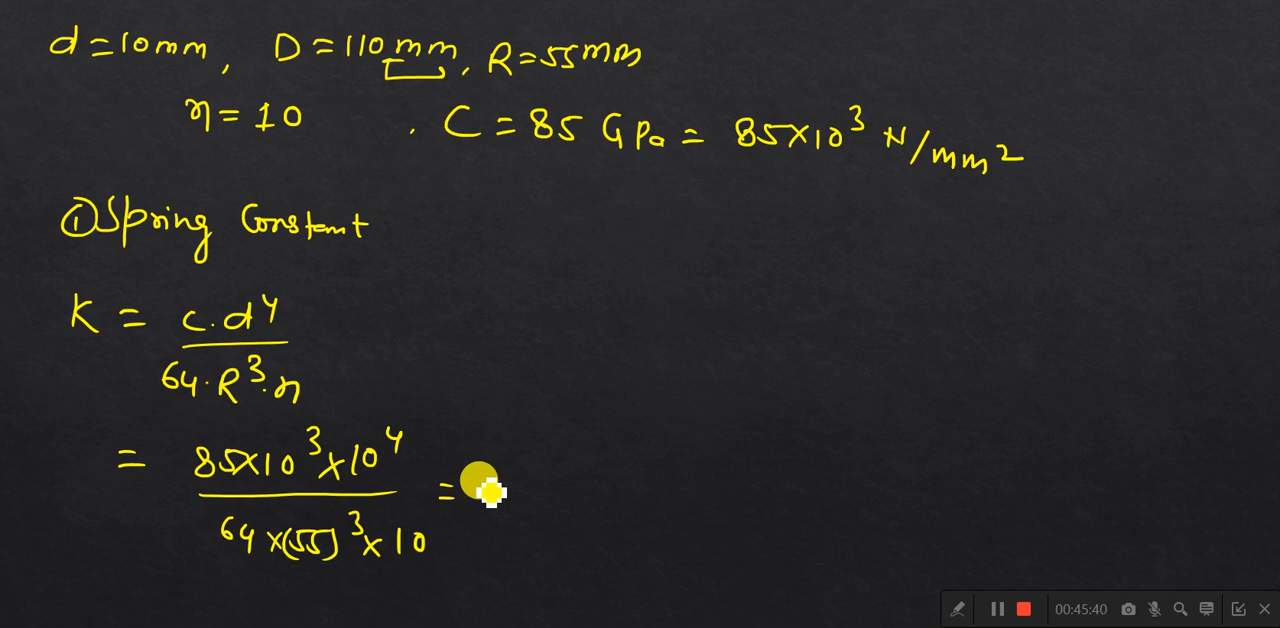 d = 10mm, D = 110mm, R = 55mm
n = 10 . C = 85 GPa = 85×10³ N/mm²
① Spring Constant
K = c.d⁴
64.R³.n
= 85×10³×10⁴ =
64×(55)³×10
00:45:40